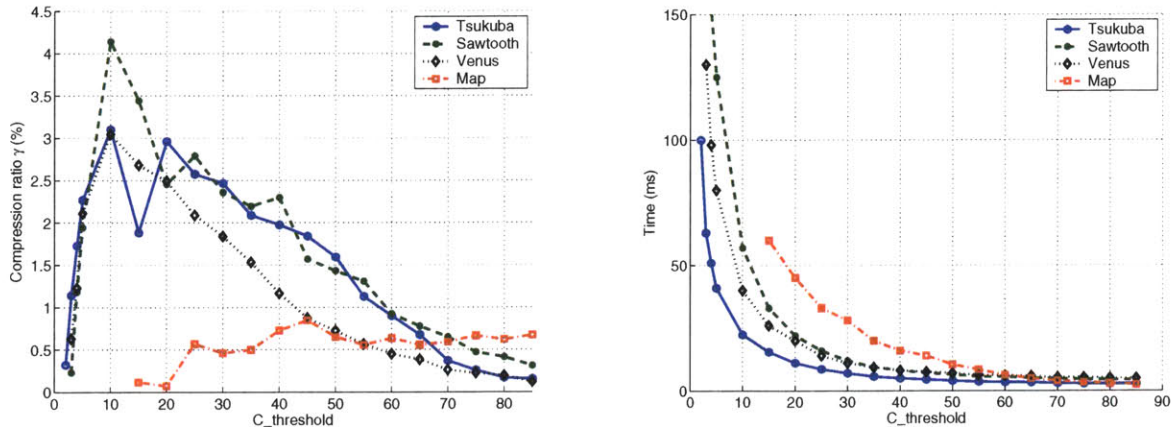 4.5
4
3.5
3
2.5
2
1.5
1
0.5
0
Compression ratio γ (%)
0 10 20 30 40 50 60 70 80
C_threshold
Tsukuba
Sawtooth
Venus
Map
150
100
50
0
Time (ms)
0 10 20 30 40 50 60 70 80 90
C_threshold
Tsukuba
Sawtooth
Venus
Map